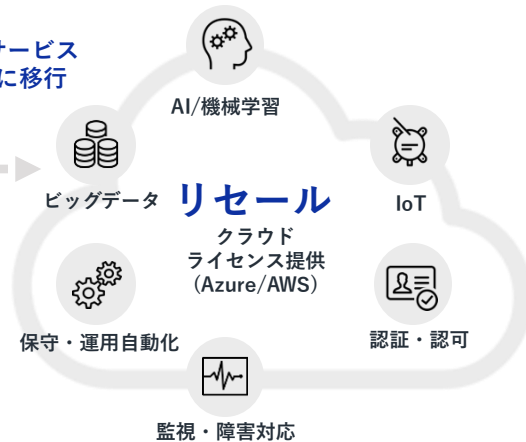 サービス
に移行
AI/機械学習
ビッグデータ
リセール
IoT
クラウド
ライセンス提供
(Azure/AWS)
保守・運用自動化
認証・認可
監視・障害対応